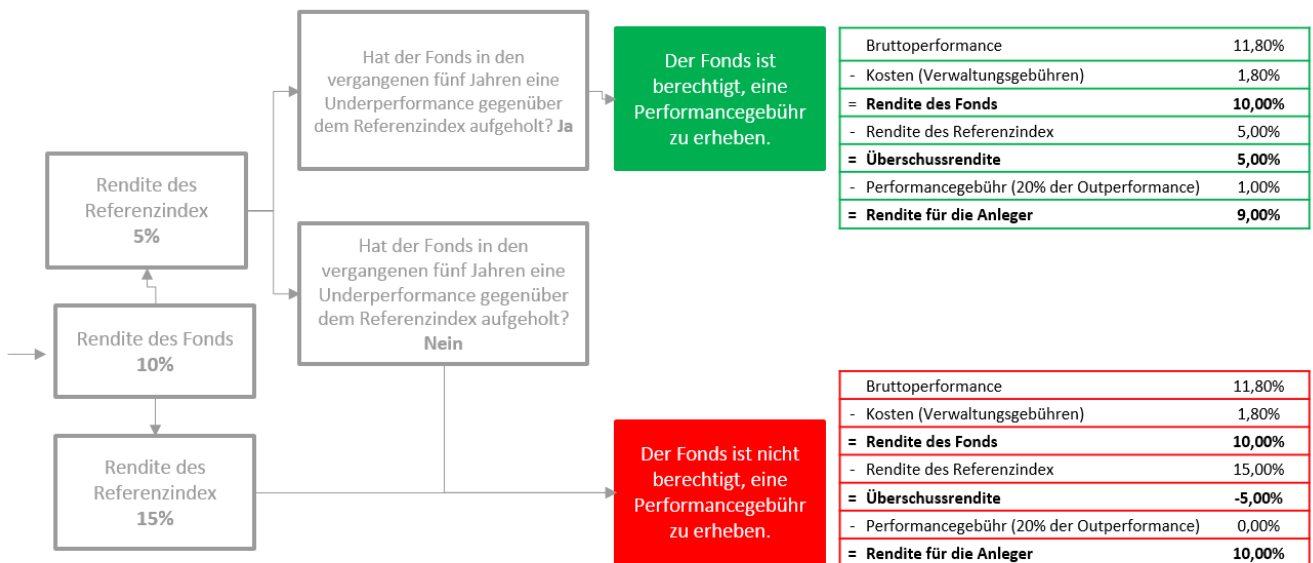 Rendite des Fonds
10%
Rendite des
Referenzindex
5%
Rendite des
Referenzindex
15%
Hat der Fonds in den
vergangenen fünf Jahren eine
Underperformance gegenüber
dem Referenzindex aufgeholt? Ja
Hat der Fonds in den
vergangenen fünf Jahren eine
Underperformance gegenüber
dem Referenzindex aufgeholt?
Nein
Der Fonds ist
berechtigt, eine
Performancegebühr
zu erheben.
Bruttoperformance 11,80%
- Kosten (Verwaltungsgebühren) 1,80%
= Rendite des Fonds 10,00%
- Rendite des Referenzindex 5,00%
= Überschussrendite 5,00%
- Performancegebühr (20% der Outperformance) 1,00%
= Rendite für die Anleger 9,00%
Der Fonds ist nicht
berechtigt, eine
Performancegebühr
zu erheben.
Bruttoperformance 11,80%
- Kosten (Verwaltungsgebühren) 1,80%
= Rendite des Fonds 10,00%
- Rendite des Referenzindex 15,00%
= Überschussrendite -5,00%
- Performancegebühr (20% der Outperformance) 0,00%
= Rendite für die Anleger 10,00%